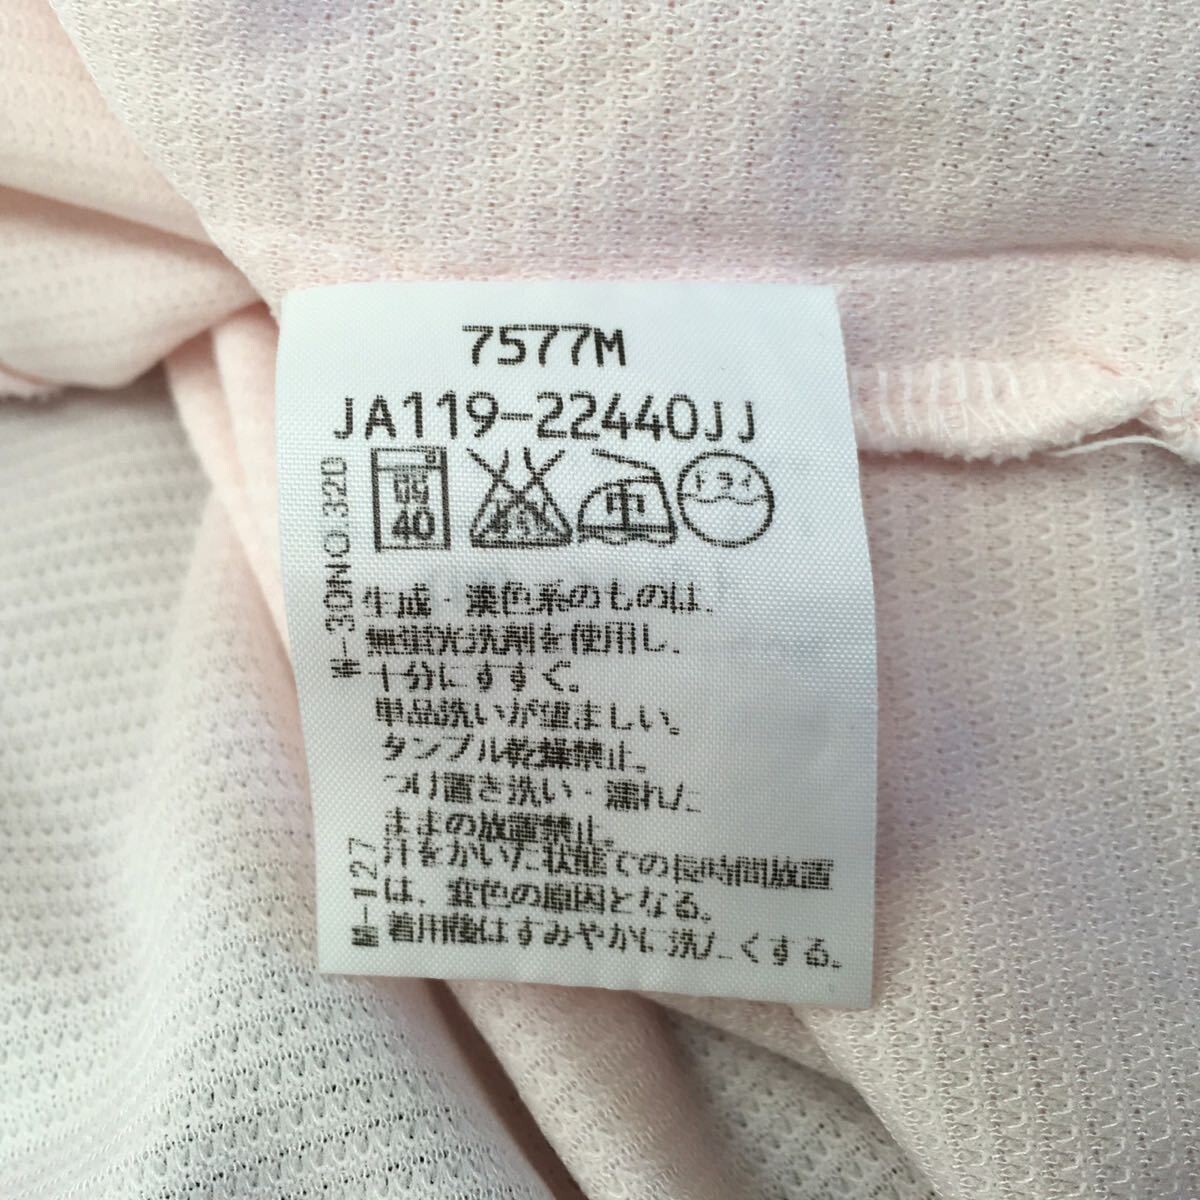 7577M
JA119-22440JJ
40
ドライ
中
生成・淡色系のものは、
無蛍光洗剤を使用し、
十分にすすぐ。
単品洗いが望ましい。
タンブル乾燥禁止。
つけ置き洗い・濡れた
ままの放置禁止。
汗をかいた状態での長時間放置
は、変色の原因となる。
着用後はすみやかに洗たくする。